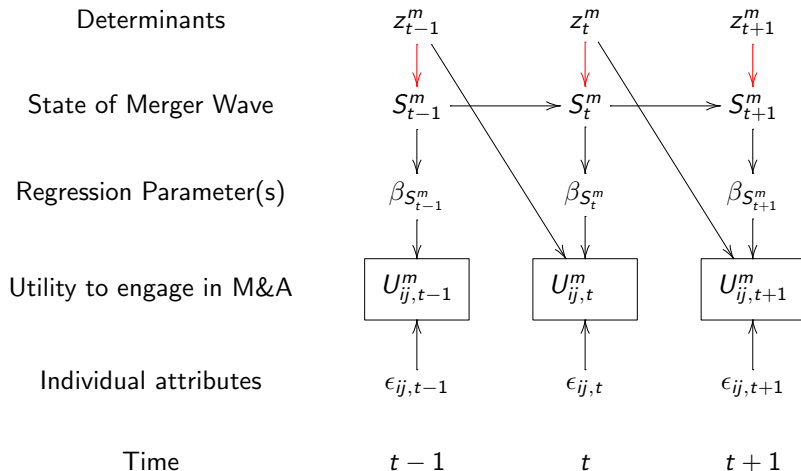 Determinants z^m_{t−1} z^m_t z^m_{t+1}
State of Merger Wave S^m_{t−1} S^m_t S^m_{t+1}
Regression Parameter(s) β_{S^m_{t−1}} β_{S^m_t} β_{S^m_{t+1}}
Utility to engage in M&A U^m_{ij,t−1} U^m_{ij,t} U^m_{ij,t+1}
Individual attributes ϵ_{ij,t−1} ϵ_{ij,t} ϵ_{ij,t+1}
Time t − 1 t t + 1